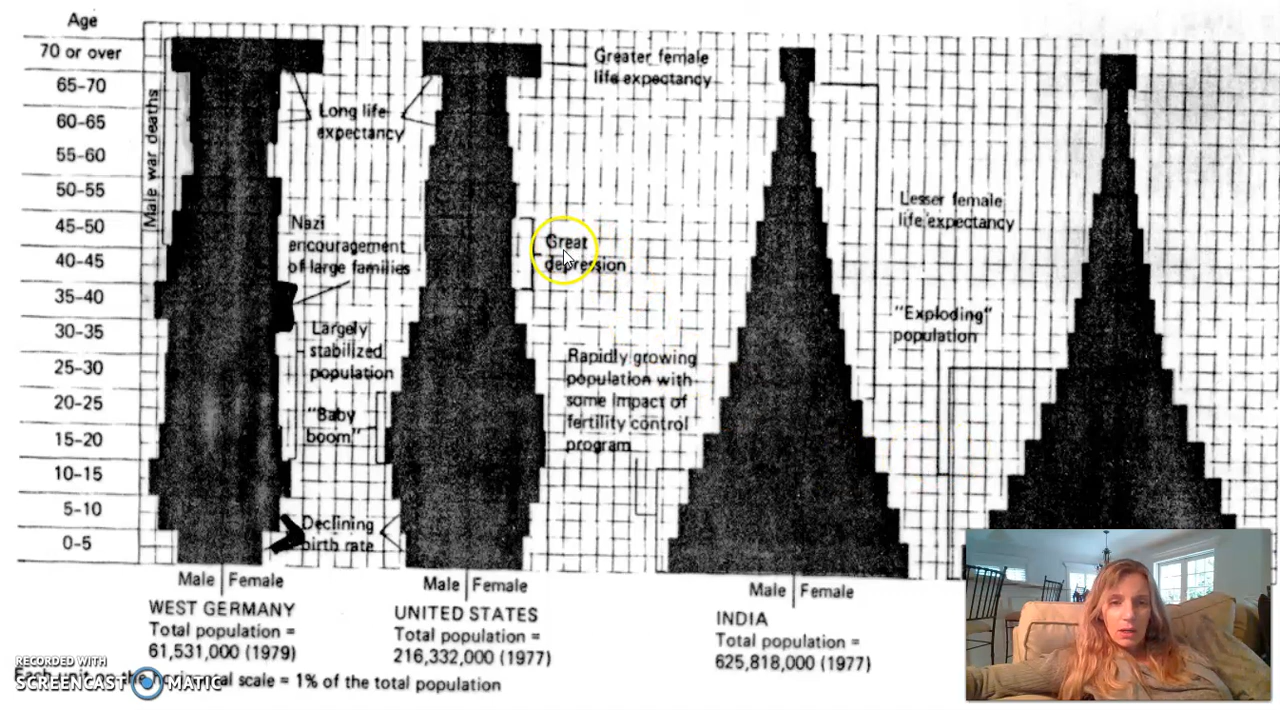 Age
70 or over
65-70
60-65
55-60
50-55
45-50
40-45
35-40
30-35
25-30
20-25
15-20
10-15
5-10
0-5
Male war deaths
Long life
expectancy
Nazi
encouragement
of large families
Largely
stabilized
population
"Baby
boom"
Declining
birth rate
Greater female
life expectancy
Great
depression
Rapidly growing
population with
some impact of
fertility control
program
Lesser female
life expectancy
"Exploding"
population
Male Female
WEST GERMANY
Total population =
61,531,000 (1979)
Male Female
UNITED STATES
Total population =
216,332,000 (1977)
Male Female
INDIA
Total population =
625,818,000 (1977)
RECORDED WITH
SCREENCAST MATIC
Each scale = 1% of the total population